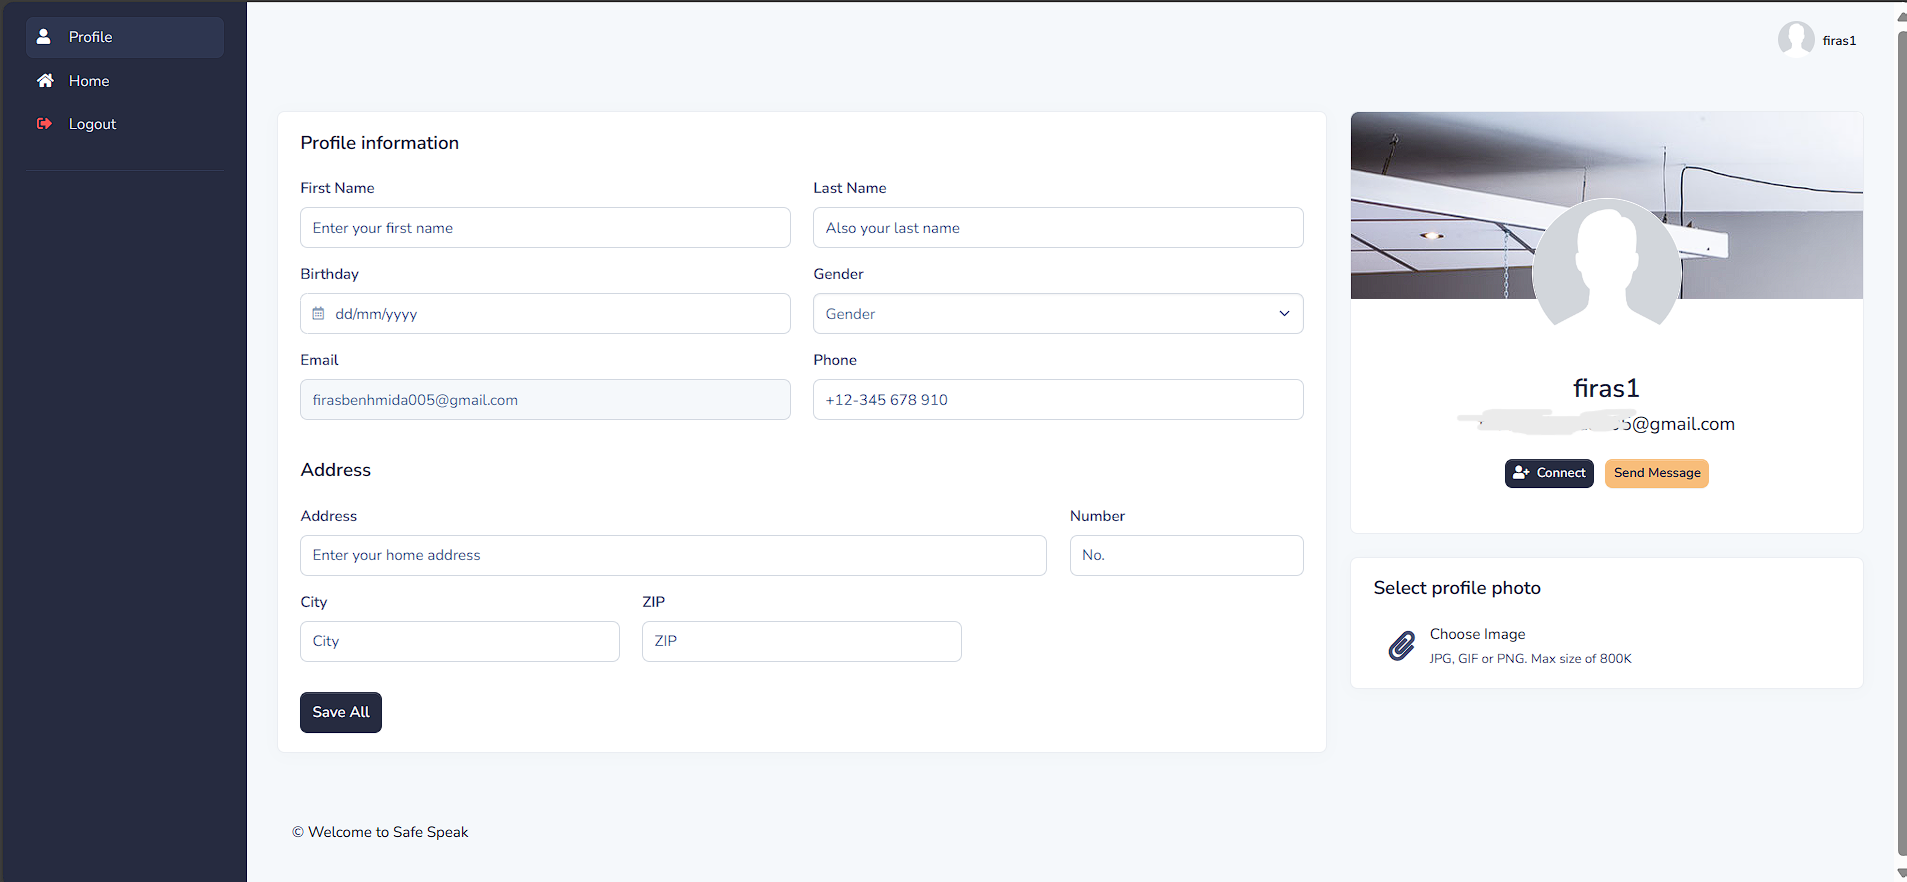 Profile
Home
Logout
firas1
Profile information
First Name
Last Name
Enter your first name
Also your last name
Birthday
Gender
dd/mm/yyyy
Gender
Email
Phone
firasbenhmida005@gmail.com
+12-345 678 910
Address
Address
Number
Enter your home address
No.
City
ZIP
City
ZIP
Save All
firas1
5@gmail.com
Connect
Send Message
Select profile photo
Choose Image
JPG, GIF or PNG. Max size of 800K
© Welcome to Safe Speak